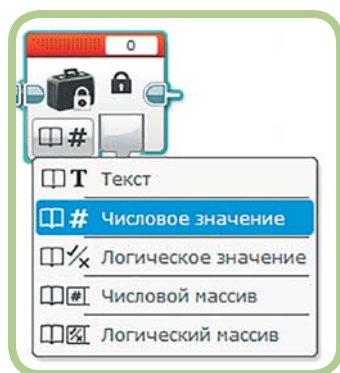 0
#
T Текст
# Числовое значение
Логическое значение
# Числовой массив
Логический массив